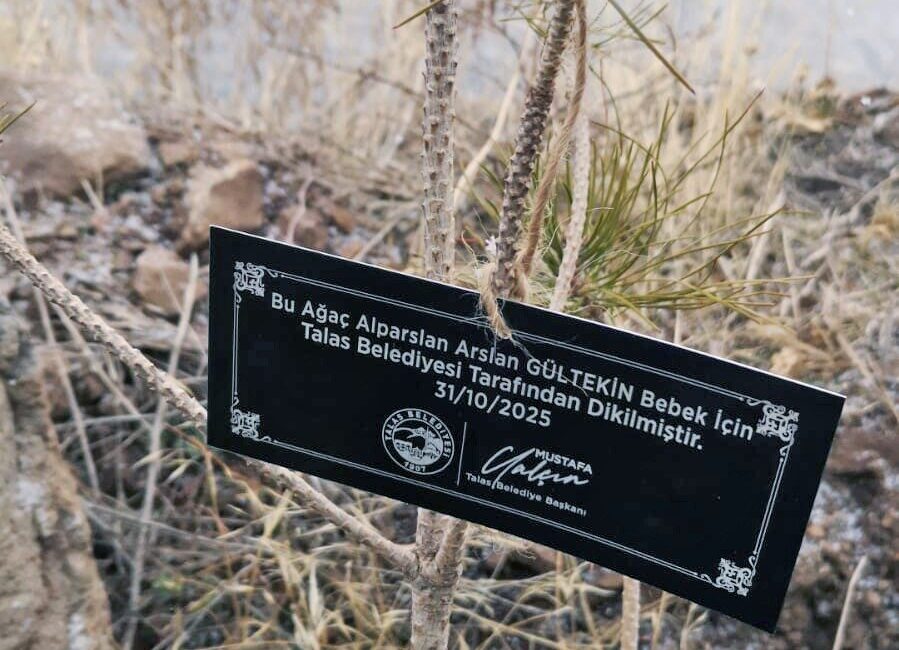 Bu Ağaç Alparslan Arslan GÜLTEKİN Bebek İçin
Talas Belediyesi Tarafından Dikilmiştir.
31/10/2025
TALAS BELEDİYESİ
1907
MUSTAFA
Yalçın
Talas Belediye Başkanı